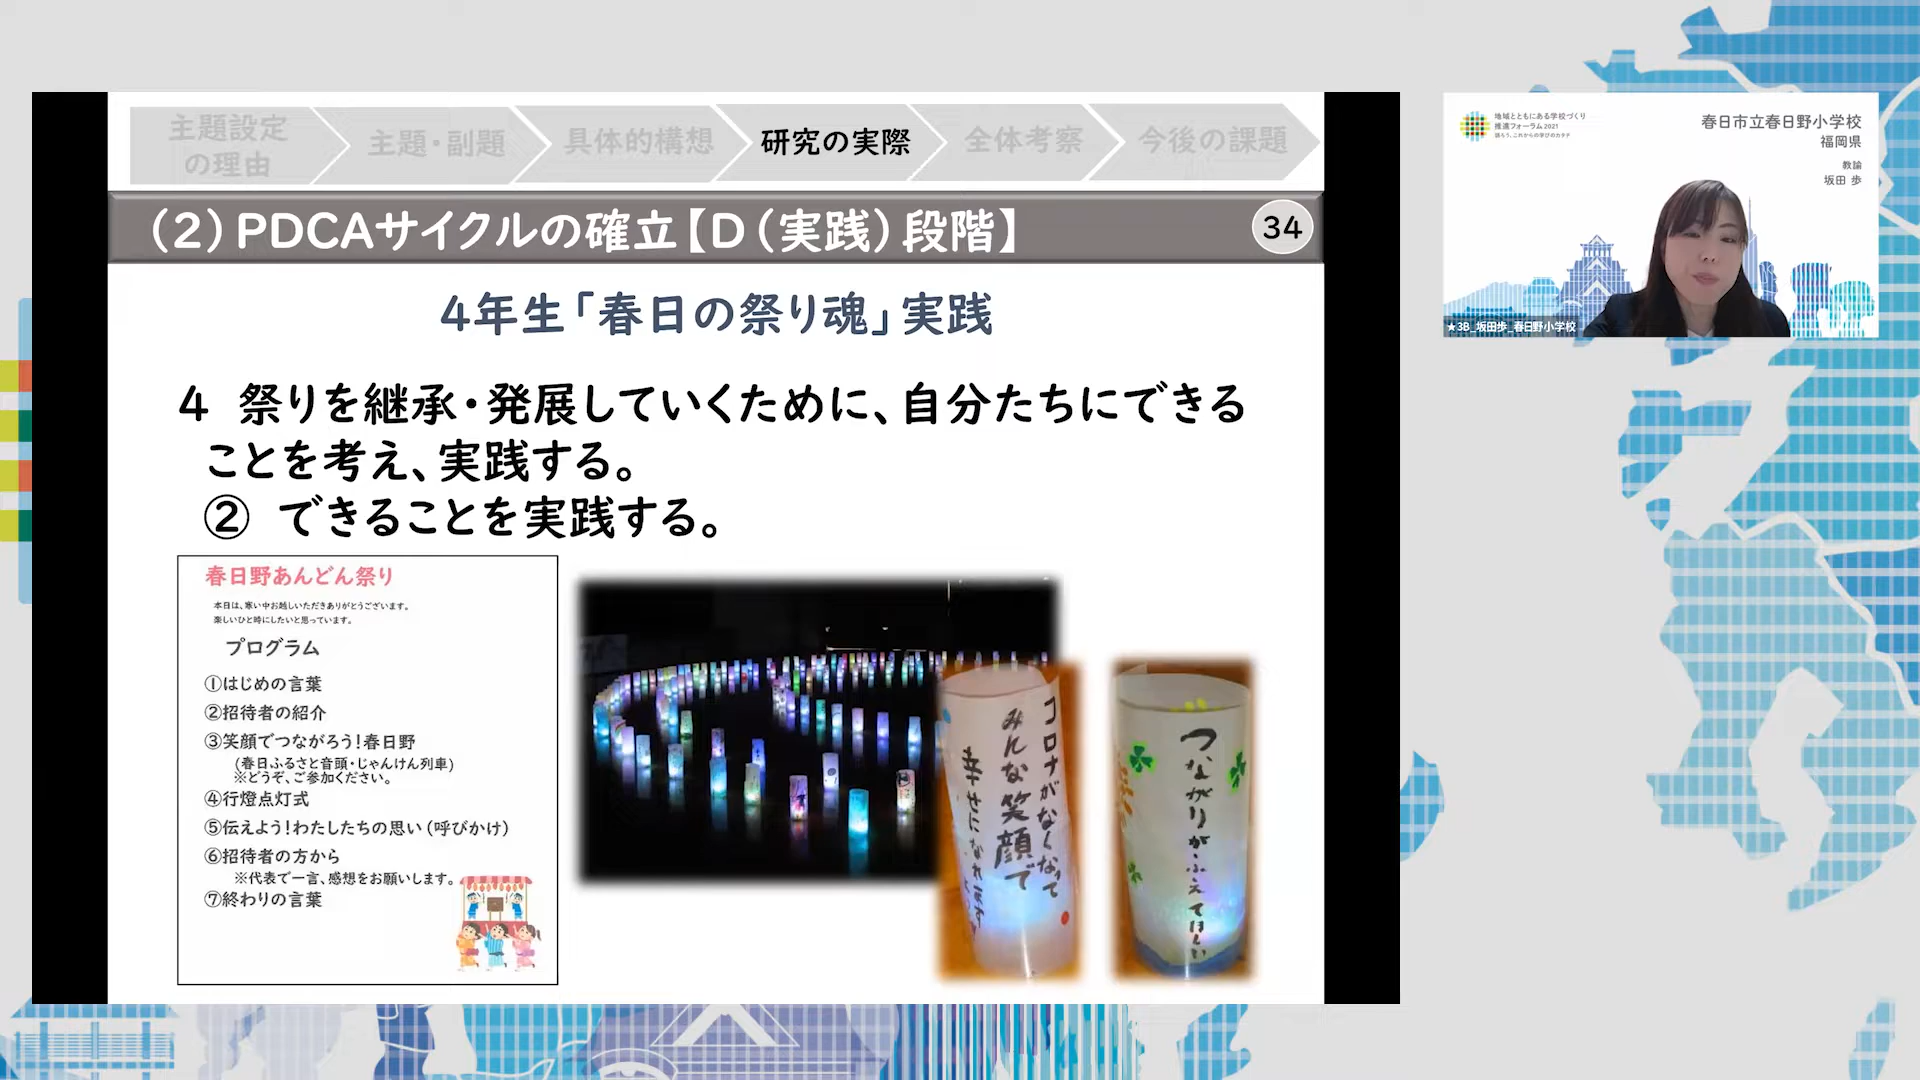 主題設定
の理由
主題・副題
具体的構想
研究の実際
全体考察
今後の課題
(2)PDCAサイクルの確立【D(実践)段階】
34
4年生「春日の祭り魂」実践
4 祭りを継承・発展していくために、自分たちにできる
ことを考え、実践する。
② できることを実践する。
春日野あんどん祭り
本日は、寒い中お越しいただきありがとうございます。
楽しいひと時にしたいと思っています。
プログラム
①はじめの言葉
②招待者の紹介
③笑顔でつながろう!春日野
(春日ふるさと音頭・じゃんけん列車)
※どうぞ、ご参加ください。
④行燈点灯式
⑤伝えよう!わたしたちの思い(呼びかけ)
⑥招待者の方から
※代表で一言、感想をお願いします。
⑦終わりの言葉
コロナがなくなって
みんな笑顔で
幸せになれます
つながりがふえてほしい
地域とともにある学校づくり
推進フォーラム2021
語ろう、これからの学びのカタチ
春日市立春日野小学校
福岡県
教諭
坂田 歩
★3B_坂田歩_春日野小学校